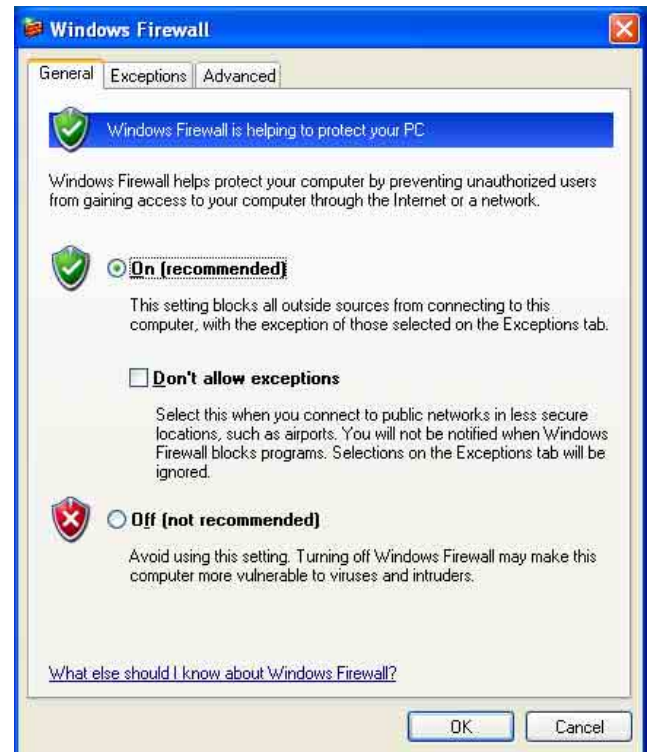 Windows Firewall
General Exceptions Advanced
Windows Firewall is helping to protect your PC
Windows Firewall helps protect your computer by preventing unauthorized users
from gaining access to your computer through the Internet or a network.
On (recommended)
This setting blocks all outside sources from connecting to this
computer, with the exception of those selected on the Exceptions tab.
Don't allow exceptions
Select this when you connect to public networks in less secure
locations, such as airports. You will not be notified when Windows
Firewall blocks programs. Selections on the Exceptions tab will be
ignored.
Off (not recommended)
Avoid using this setting. Turning off Windows Firewall may make this
computer more vulnerable to viruses and intruders.
What else should I know about Windows Firewall?
OK Cancel